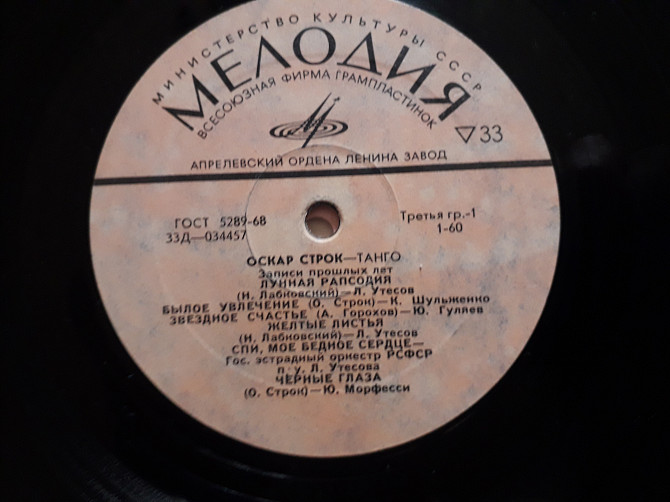 МИНИСТЕРСТВО КУЛЬТУРЫ СССР
МЕЛОДИЯ
ВСЕСОЮЗНАЯ ФИРМА ГРАМПЛАСТИНОК
33
АПРЕЛЕВСКИЙ ОРДЕНА ЛЕНИНА ЗАВОД
ГОСТ 5289-68
33Д—034457
Третья гр.-1
1-60
ОСКАР СТРОК—ТАНГО
Записи прошлых лет
ЛУННАЯ РАПСОДИЯ
(И. Лабковский)—Л. Утесов
БЫЛОЕ УВЛЕЧЕНИЕ (О. Строк)—К. Шульженко
ЗВЕЗДНОЕ СЧАСТЬЕ (А. Горохов)—Ю. Гуляев
ЖЕЛТЫЕ ЛИСТЬЯ
(И. Лабковский)—Л. Утесов
СПИ, МОЕ БЕДНОЕ СЕРДЦЕ—
Гос. эстрадный оркестр РСФСР
п/у Л. Утесова
ЧЕРНЫЕ ГЛАЗА
(О. Строк)—Ю. Морфесси